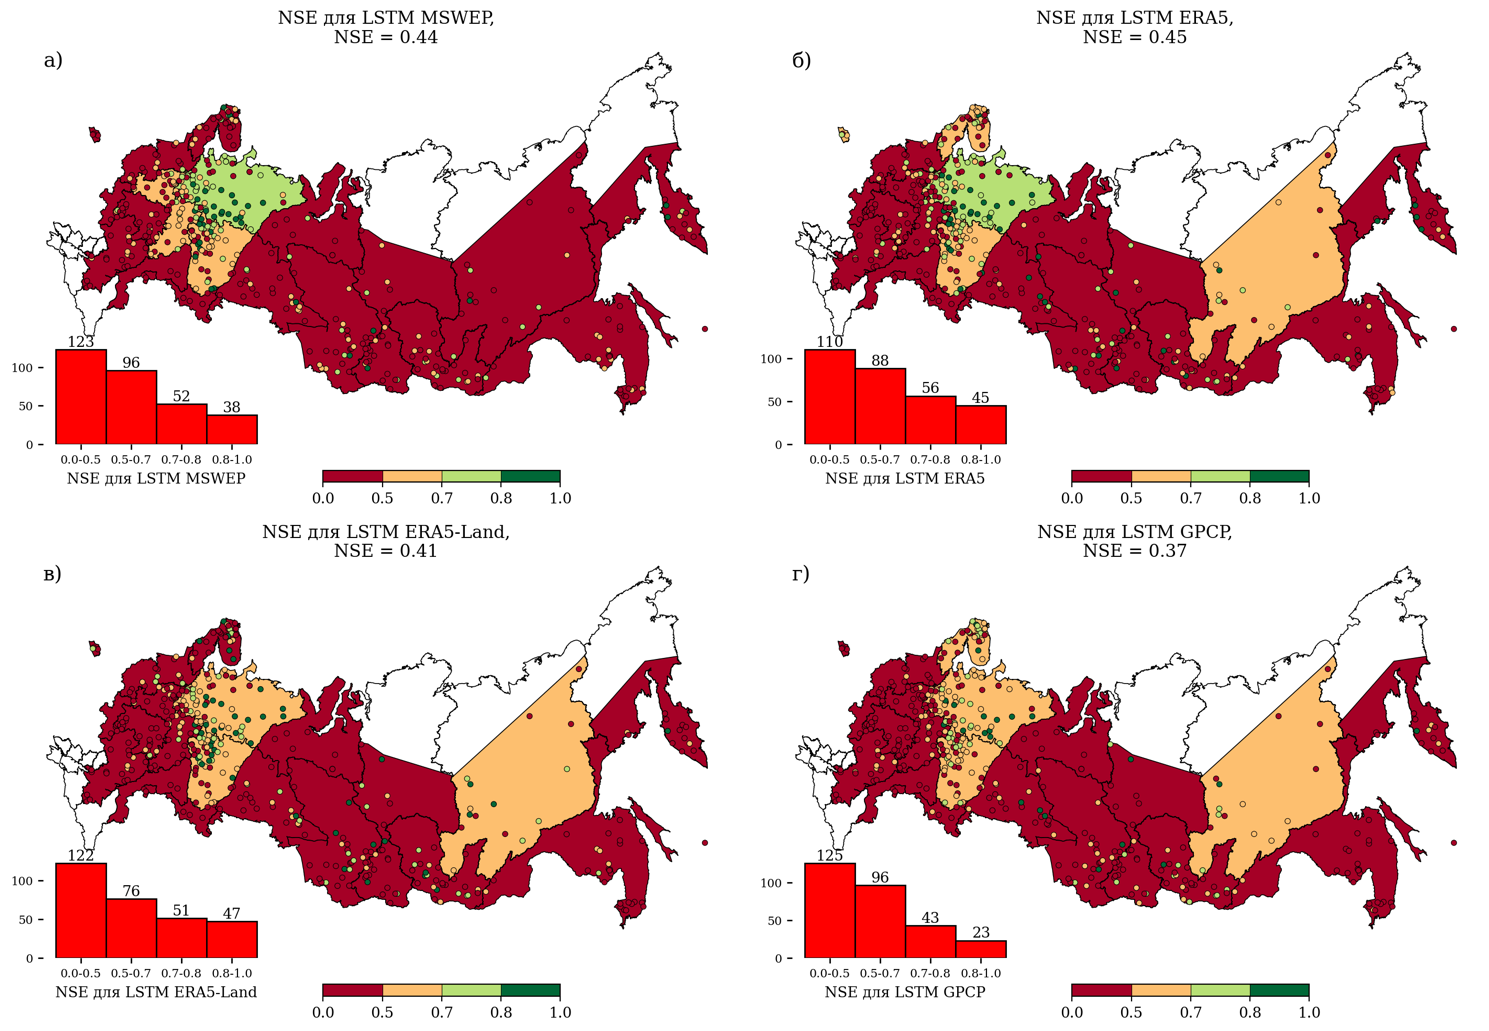 NSE для LSTM MSWEP,
NSE = 0.44
а)
123
96
52
38
100
50
0
0.0-0.5 0.5-0.7 0.7-0.8 0.8-1.0
NSE для LSTM MSWEP
0.0 0.5 0.7 0.8 1.0
NSE для LSTM ERA5,
NSE = 0.45
б)
110
88
56
45
100
50
0
0.0-0.5 0.5-0.7 0.7-0.8 0.8-1.0
NSE для LSTM ERA5
0.0 0.5 0.7 0.8 1.0
NSE для LSTM ERA5-Land,
NSE = 0.41
в)
122
76
51
47
100
50
0
0.0-0.5 0.5-0.7 0.7-0.8 0.8-1.0
NSE для LSTM ERA5-Land
0.0 0.5 0.7 0.8 1.0
NSE для LSTM GPCP,
NSE = 0.37
г)
125
96
43
23
100
50
0
0.0-0.5 0.5-0.7 0.7-0.8 0.8-1.0
NSE для LSTM GPCP
0.0 0.5 0.7 0.8 1.0